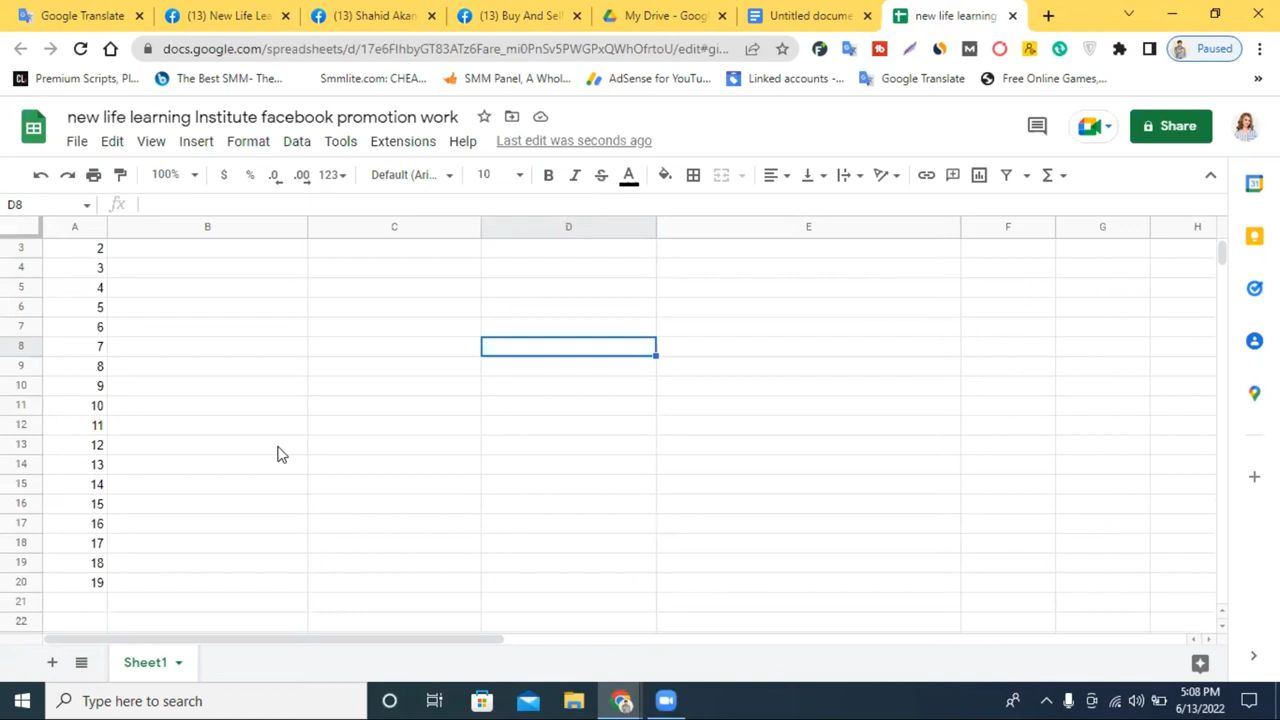 Google Translate (13) New Life Lea (13) Shahid Akan (13) Buy And Sell My Drive - Googl Untitled docume new life learning
docs.google.com/spreadsheets/d/17e6FIhbyGT83ATz6Fare_mi0PnSv5PWGPxQWhOfrtoU/edit#gi... Paused
Premium Scripts, Pl... The Best SMM- The... Smmlite.com: CHEA... SMM Panel, A Whol... AdSense for YouTu... Linked accounts -... Google Translate Free Online Games,...
new life learning Institute facebook promotion work
Share
File Edit View Insert Format Data Tools Extensions Help Last edit was seconds ago
100% $ % .0 .00 123 Default (Ari... 10 B I S A
D8 fx
A B C D E F G H
3 2
4 3
5 4
6 5
7 6
8 7
9 8
10 9
11 10
12 11
13 12
14 13
15 14
16 15
17 16
18 17
19 18
20 19
21
22
Sheet1
Type here to search
5:08 PM
6/13/2022